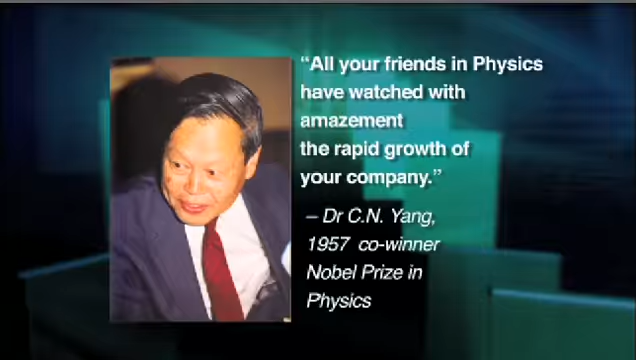 “All your friends in Physics
have watched with
amazement
the rapid growth of
your company.”
– Dr C.N. Yang,
1957 co-winner
Nobel Prize in
Physics